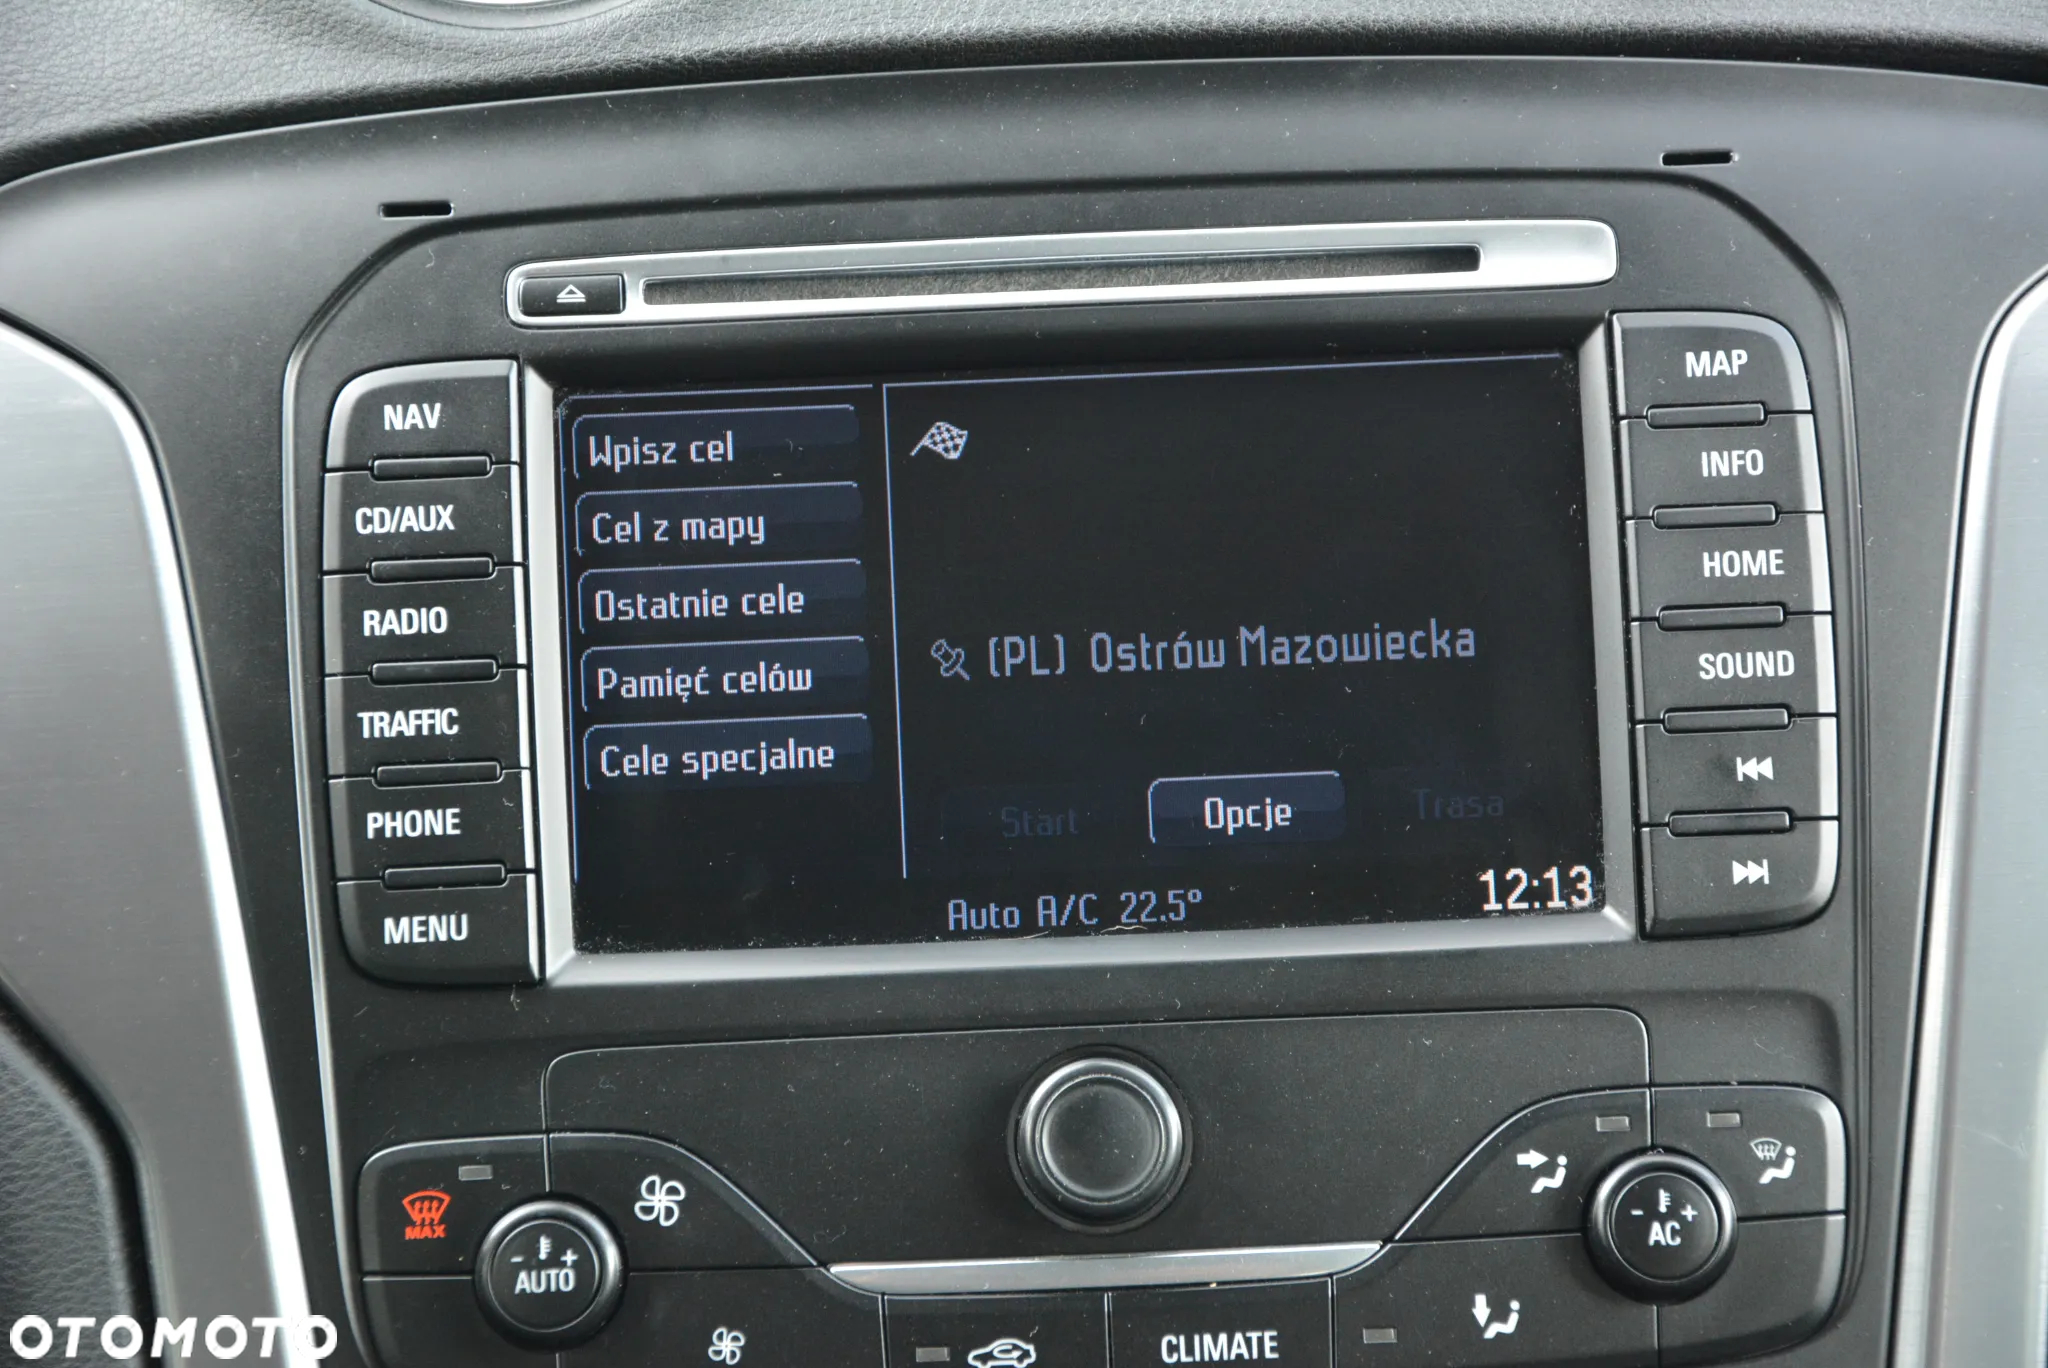 NAV
CD/AUX
RADIO
TRAFFIC
PHONE
MENU
Wpisz cel
Cel z mapy
Ostatnie cele
Pamięć celów
Cele specjalne
(PL) Ostrów Mazowiecka
Start
Opcje
Trasa
Auto A/C 22.5°
12:13
MAP
INFO
HOME
SOUND
MAX
- +
AUTO
- +
AC
CLIMATE
OTOMOTO